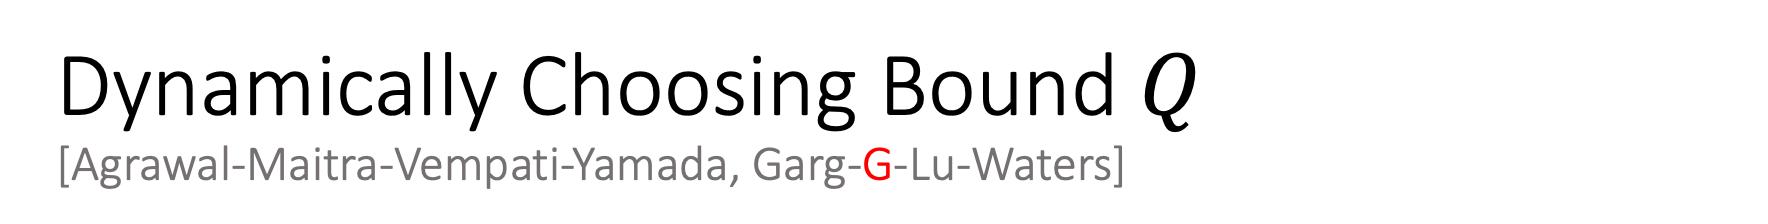 Dynamically Choosing Bound Q
[Agrawal-Maitra-Vempati-Yamada, Garg-G-Lu-Waters]